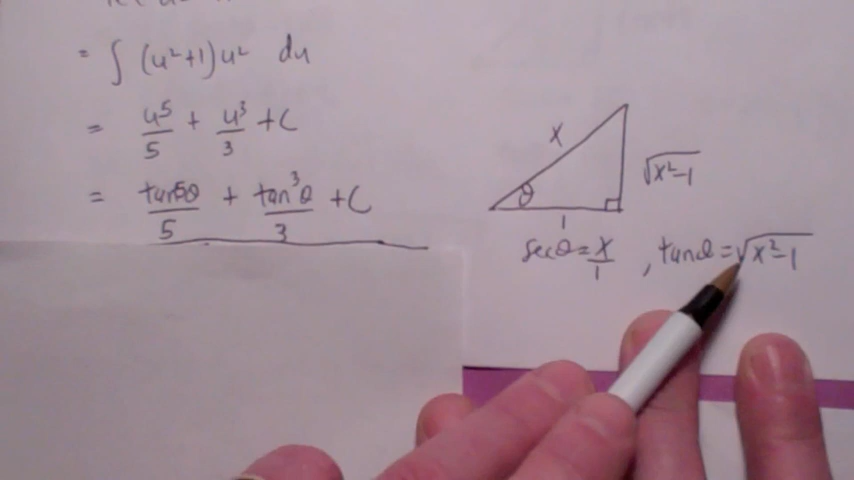 = ∫ (u²+1)u² du
= u⁵/5 + u³/3 + C
= tan⁵θ/5 + tan³θ/3 + C
x
√x²-1
θ
1
secθ = x/1 , tanθ = √x²-1